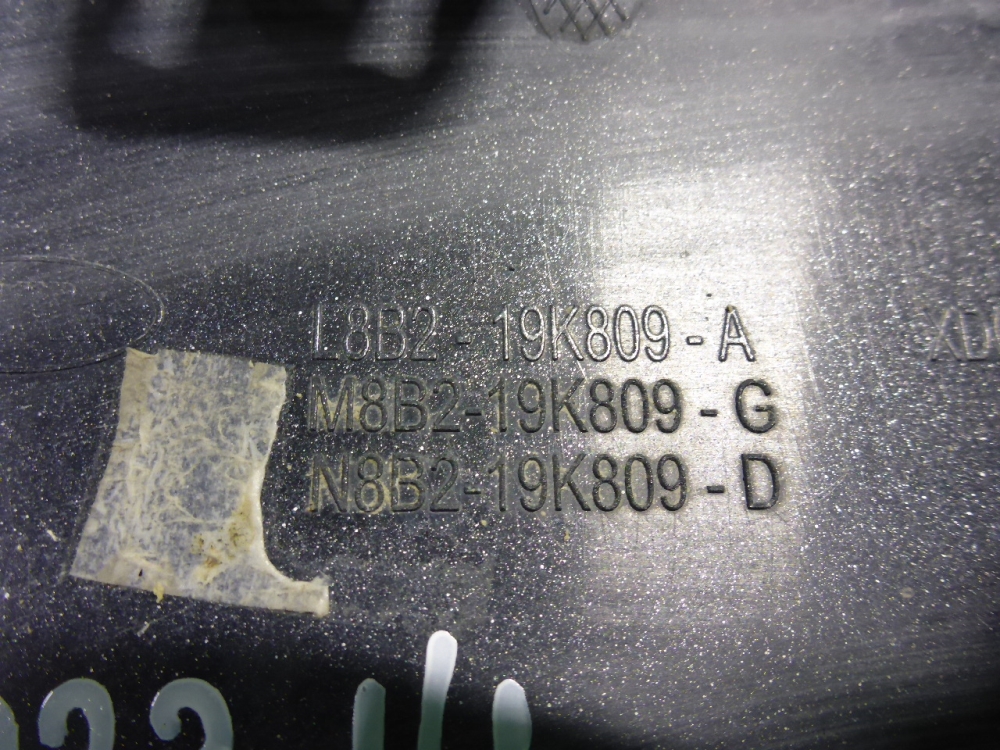 L8B2 - 19K809 - A
M8B2-19K809 - G
N8B2-19K809 - D